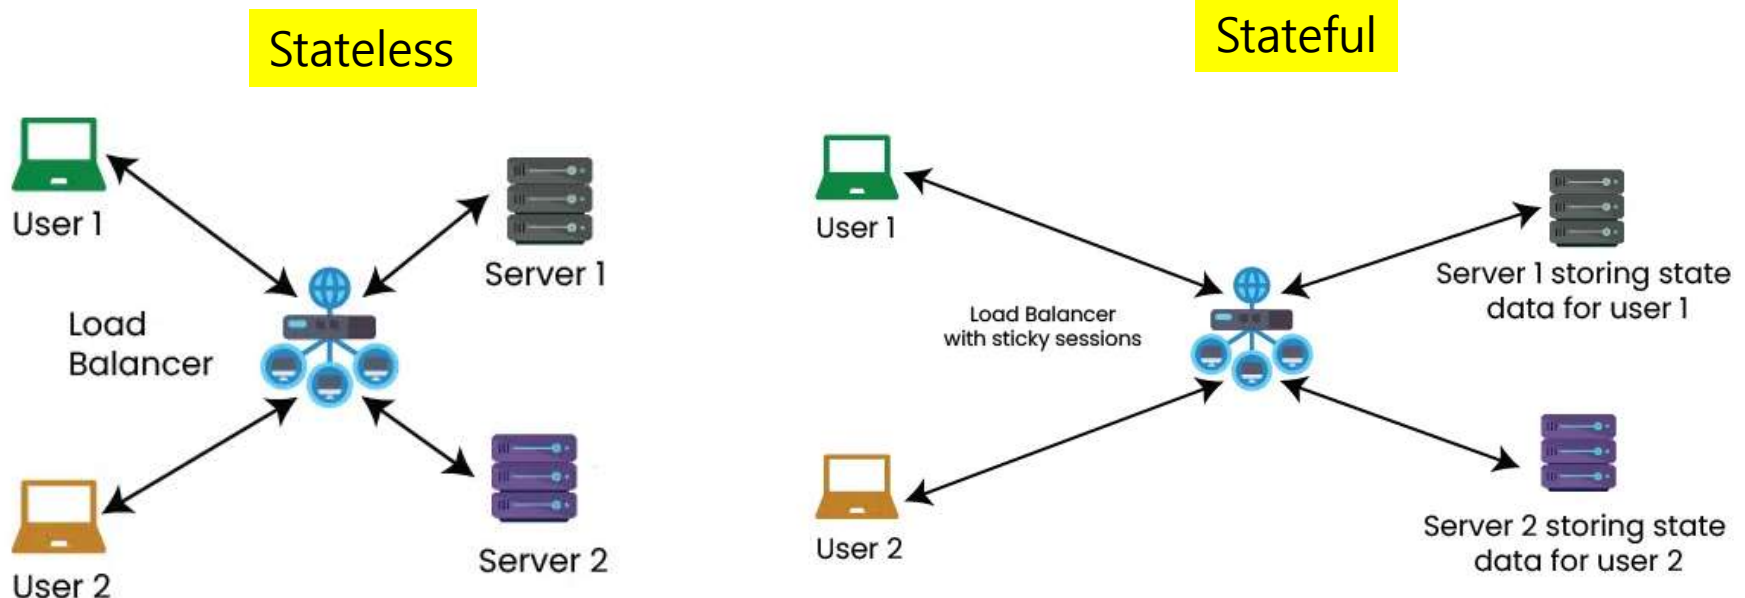 Stateless
User 1
Server 1
Load
Balancer
Server 2
User 2
Stateful
User 1
Server 1 storing state
data for user 1
Load Balancer
with sticky sessions
User 2
Server 2 storing state
data for user 2